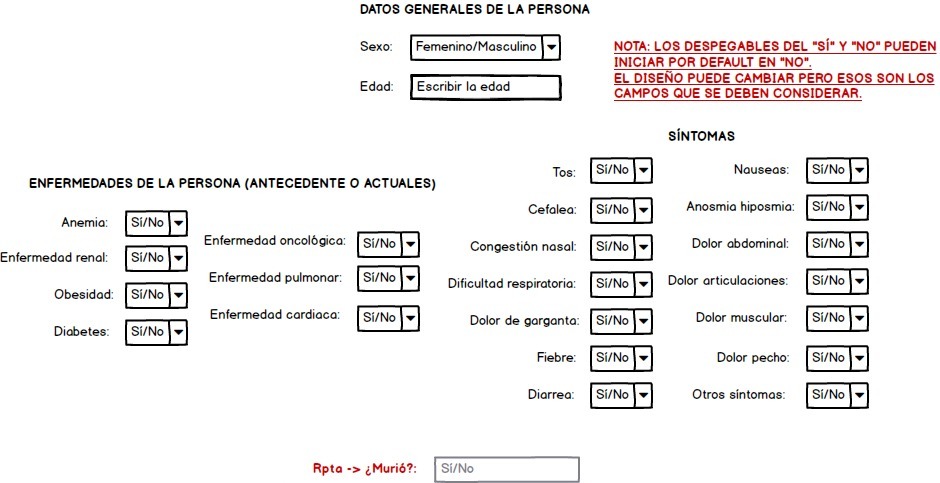 DATOS GENERALES DE LA PERSONA
Sexo: Femenino/Masculino
Edad: Escribir la edad
NOTA: LOS DESPEGABLES DEL "SÍ" Y "NO" PUEDEN
INICIAR POR DEFAULT EN "NO".
EL DISEÑO PUEDE CAMBIAR PERO ESOS SON LOS
CAMPOS QUE SE DEBEN CONSIDERAR.
ENFERMEDADES DE LA PERSONA (ANTECEDENTE O ACTUALES)
Anemia: Sí/No
Enfermedad renal: Sí/No
Obesidad: Sí/No
Diabetes: Sí/No
Enfermedad oncológica: Sí/No
Enfermedad pulmonar: Sí/No
Enfermedad cardiaca: Sí/No
SÍNTOMAS
Tos: Sí/No
Cefalea: Sí/No
Congestión nasal: Sí/No
Dificultad respiratoria: Sí/No
Dolor de garganta: Sí/No
Fiebre: Sí/No
Diarrea: Sí/No
Nauseas: Sí/No
Anosmia hiposmia: Sí/No
Dolor abdominal: Sí/No
Dolor articulaciones: Sí/No
Dolor muscular: Sí/No
Dolor pecho: Sí/No
Otros síntomas: Sí/No
Rpta -> ¿Murió?: Sí/No